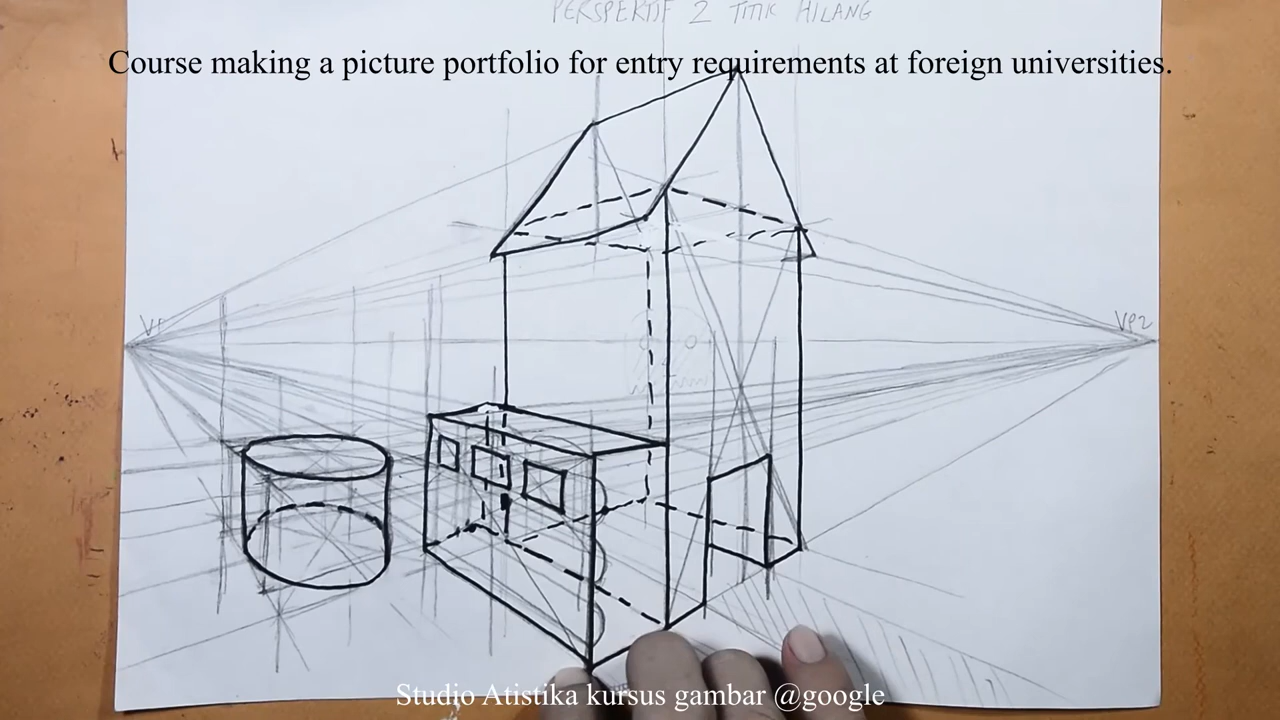 PERSPEKTIF 2 TITIK HILANG
Course making a picture portfolio for entry requirements at foreign universities.
VP2
Studio Atistika kursus gambar @google